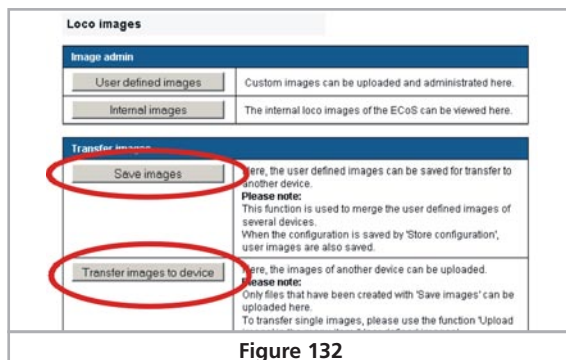 Loco images
Image admin
User defined images
Custom images can be uploaded and administrated here.
Internal images
The internal loco images of the ECoS can be viewed here.
Transfer images
Save images
Here, the user defined images can be saved for transfer to
another device.
Please note:
This function is used to merge the user defined images of
several devices.
When the configuration is saved by 'Store configuration',
user images are also saved.
Transfer images to device
Here, the images of another device can be uploaded.
Please note:
Only files that have been created with 'Save images' can be
uploaded here.
To transfer single images, please use the function 'Upload
Figure 132